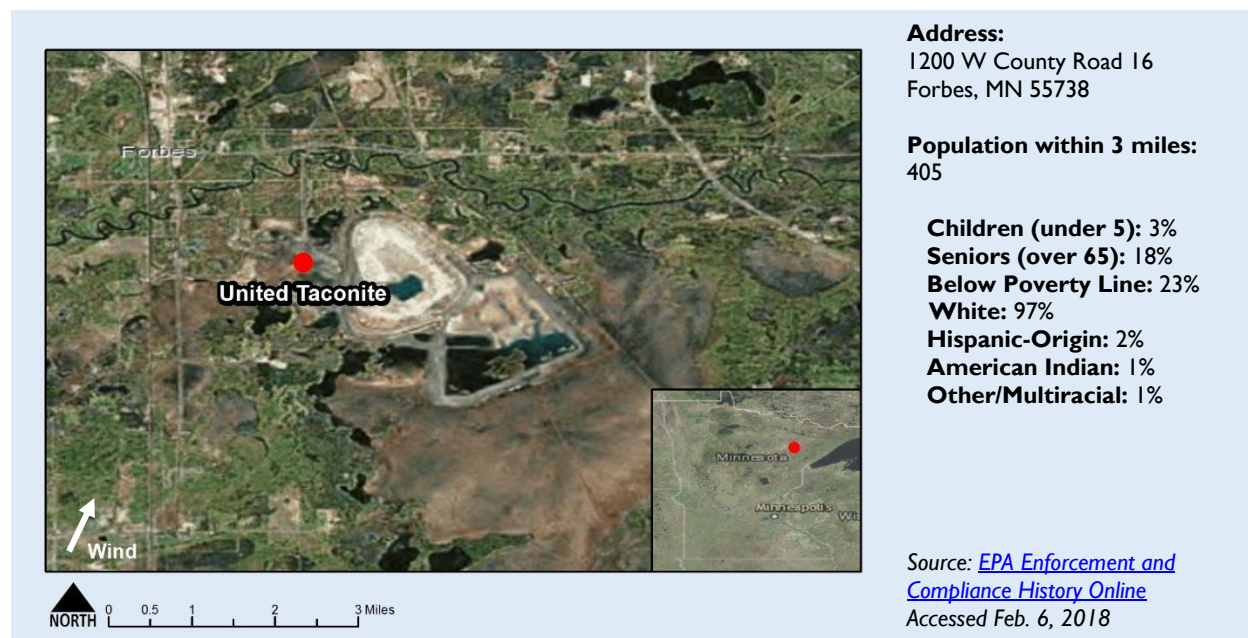 Address:
1200 W County Road 16
Forbes, MN 55738
Population within 3 miles:
405
Children (under 5): 3%
Seniors (over 65): 18%
Below Poverty Line: 23%
White: 97%
Hispanic-Origin: 2%
American Indian: 1%
Other/Multiracial: 1%
Source: EPA Enforcement and
Compliance History Online
Accessed Feb. 6, 2018
Forbes
United Taconite
Wind
Minnesota
Minneapolis
Wi
NORTH
0 0.5 1 2 3 Miles